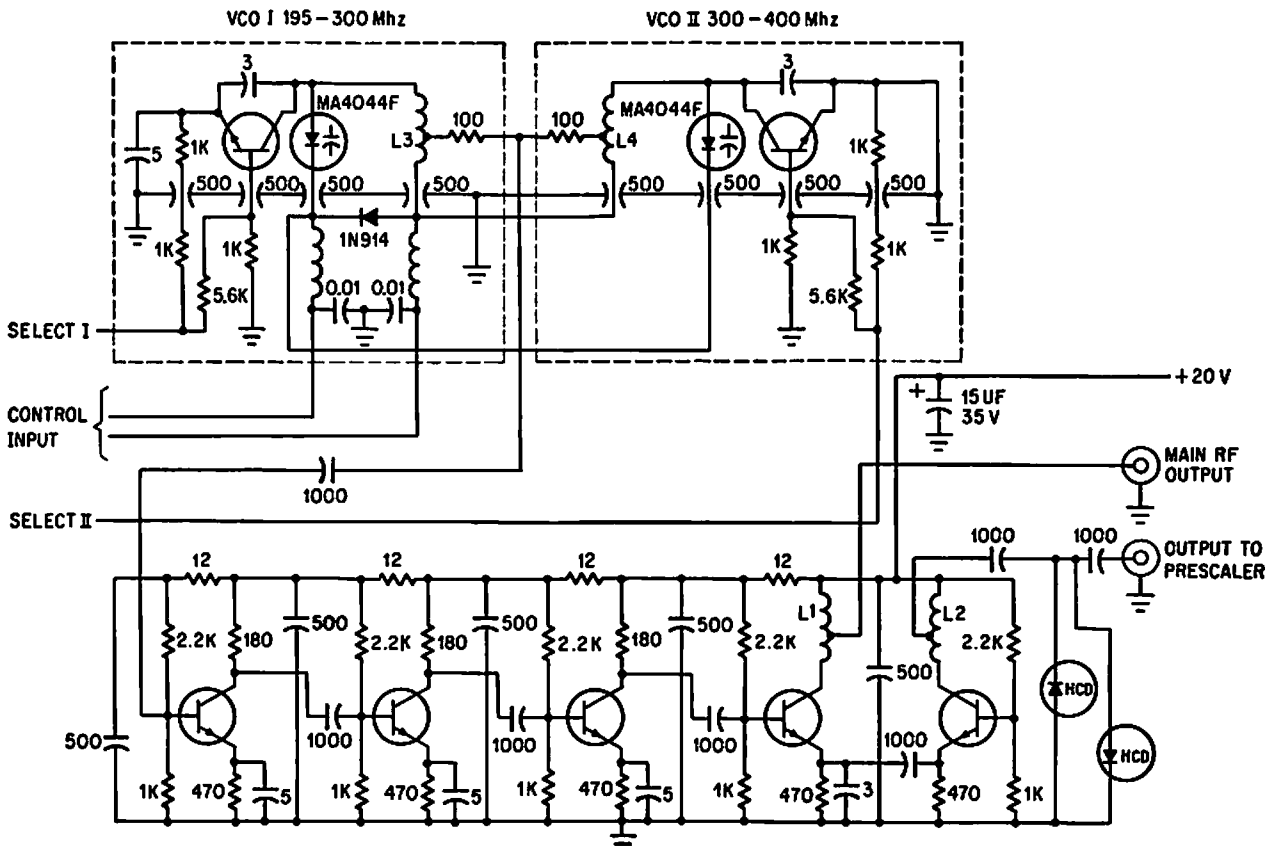 VCO I 195-300 Mhz
VCO II 300-400 Mhz
3
MA4044F
L3
100
100
L4
MA4044F
3
5
1K
1K
500
500
500
500
500
500
500
500
1K
1K
1N914
5.6K
0.01
0.01
1K
1K
5.6K
SELECT I
CONTROL
INPUT
+20 V
+
15 UF
35 V
MAIN RF
OUTPUT
1000
SELECT II
1000
1000
OUTPUT TO
PRESCALER
12
12
12
12
2.2K
180
500
2.2K
180
500
2.2K
180
500
2.2K
L1
L2
2.2K
500
HCD
HCD
500
1000
1000
1000
1000
1K
470
5
1K
470
5
1K
470
5
1K
470
3
470
1K